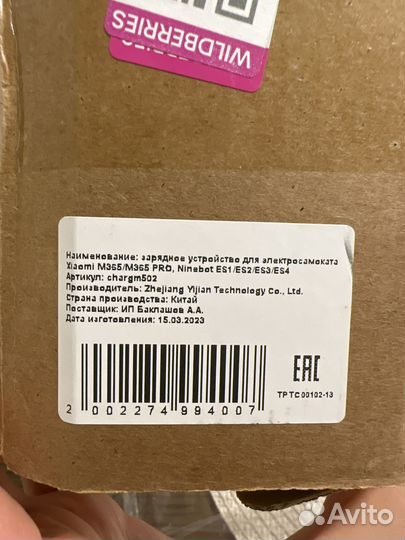 WILDBERRIES
Наименование: зарядное устройство для электросамоката
Xiaomi M365/M365 PRO, Ninebot ES1/ES2/ES3/ES4
Артикул: chargm502
Производитель: Zhejiang Yijian Technology Co., Ltd.
Страна производства: Китай
Поставщик: ИП Баклашов А.А.
Дата изготовления: 15.03.2023
EAC
ТР ТС 00102-13
2 002274 994007
Avito